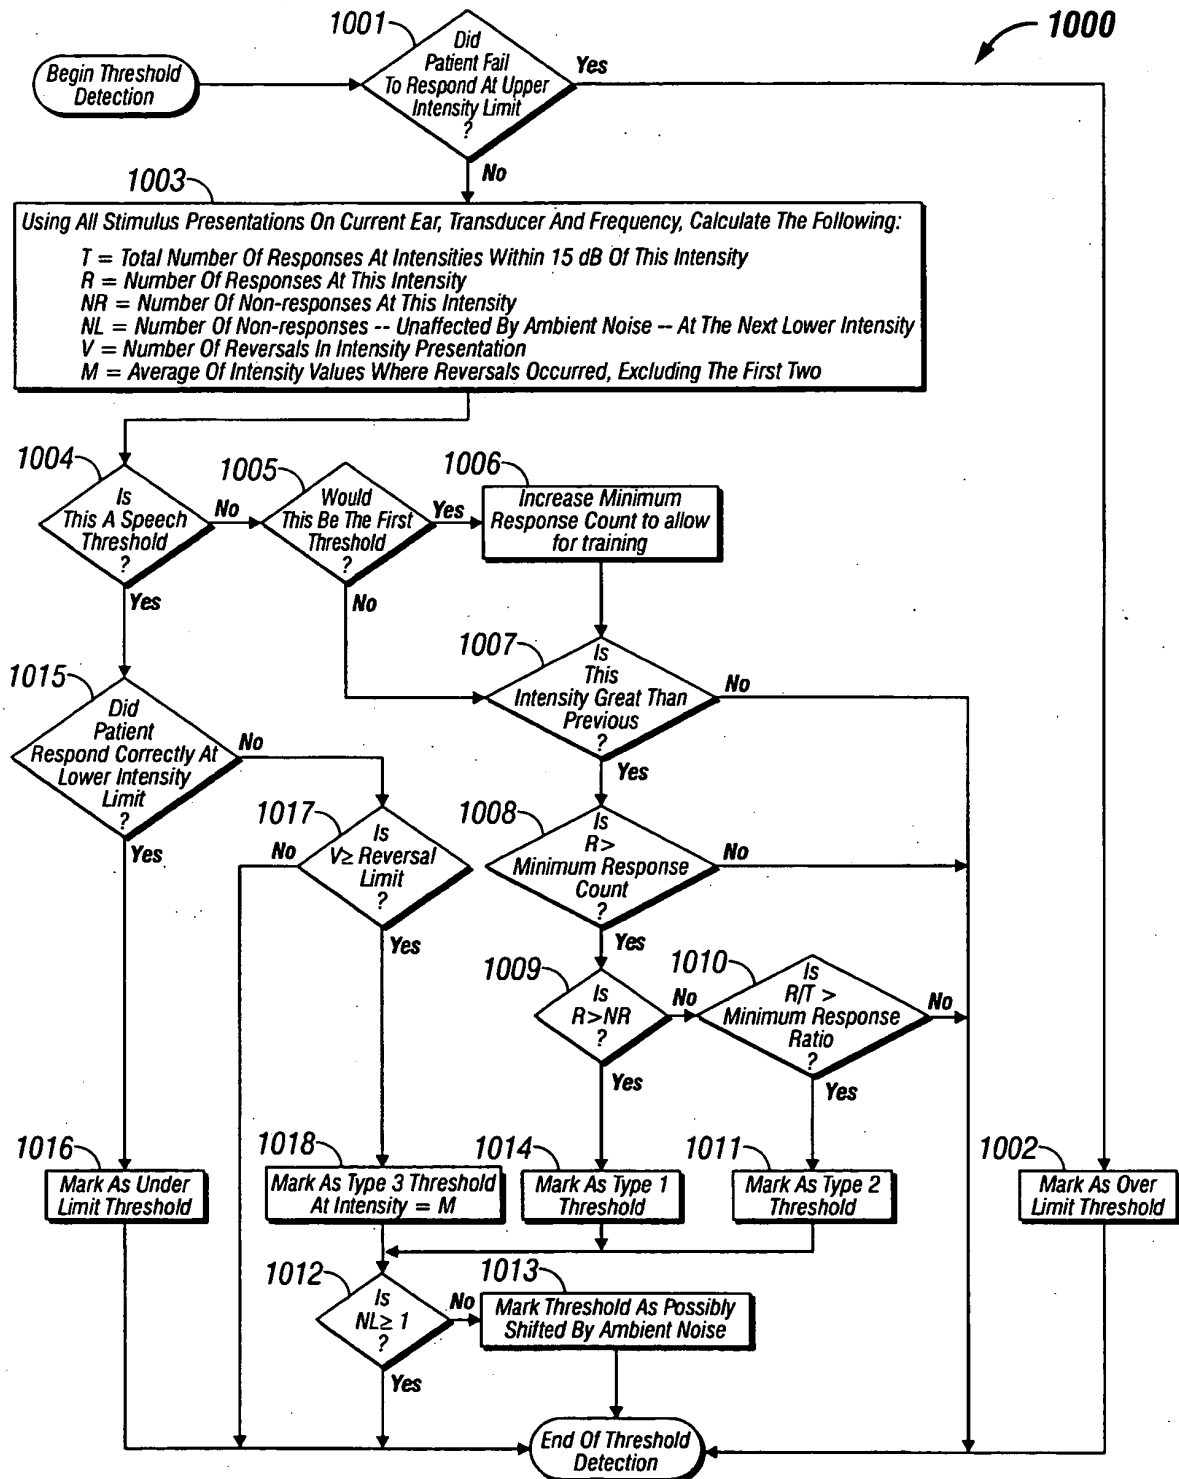 1000
1001
Begin Threshold
Detection
Did
Patient Fail
To Respond At Upper
Intensity Limit
?
Yes
No
1003
Using All Stimulus Presentations On Current Ear, Transducer And Frequency, Calculate The Following:
T = Total Number Of Responses At Intensities Within 15 dB Of This Intensity
R = Number Of Responses At This Intensity
NR = Number Of Non-responses At This Intensity
NL = Number Of Non-responses -- Unaffected By Ambient Noise -- At The Next Lower Intensity
V = Number Of Reversals In Intensity Presentation
M = Average Of Intensity Values Where Reversals Occurred, Excluding The First Two
1004
Is
This A Speech
Threshold
?
No
Yes
1005
Would
This Be The First
Threshold
?
Yes
No
1006
Increase Minimum
Response Count to allow
for training
1007
Is
This
Intensity Great Than
Previous
?
No
Yes
1015
Did
Patient
Respond Correctly At
Lower Intensity
Limit
?
No
Yes
1017
Is
V≥ Reversal
Limit
?
No
Yes
1008
Is
R>
Minimum Response
Count
?
No
Yes
1009
Is
R>NR
?
No
Yes
1010
Is
R/T >
Minimum Response
Ratio
?
No
Yes
1016
Mark As Under
Limit Threshold
1018
Mark As Type 3 Threshold
At Intensity = M
1014
Mark As Type 1
Threshold
1011
Mark As Type 2
Threshold
1002
Mark As Over
Limit Threshold
1012
Is
NL≥ 1
?
No
Yes
1013
Mark Threshold As Possibly
Shifted By Ambient Noise
End Of Threshold
Detection